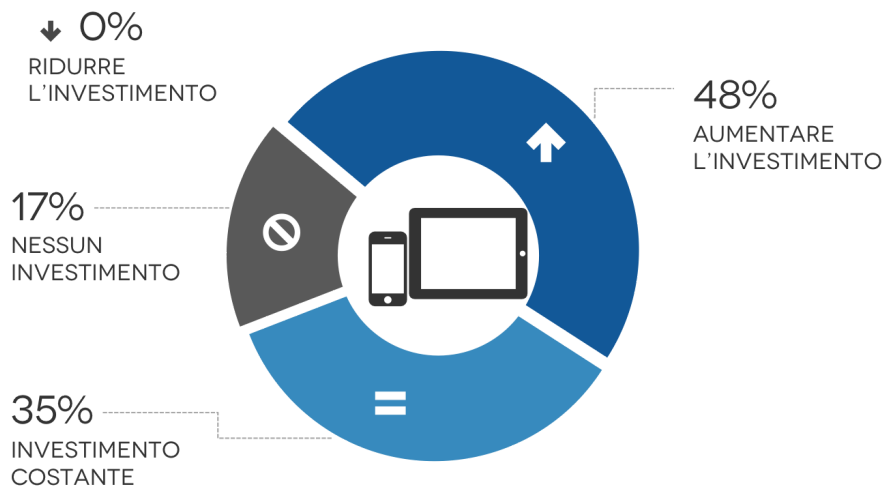 0%
RIDURRE
L'INVESTIMENTO
48%
AUMENTARE
L'INVESTIMENTO
17%
NESSUN
INVESTIMENTO
35%
INVESTIMENTO
COSTANTE